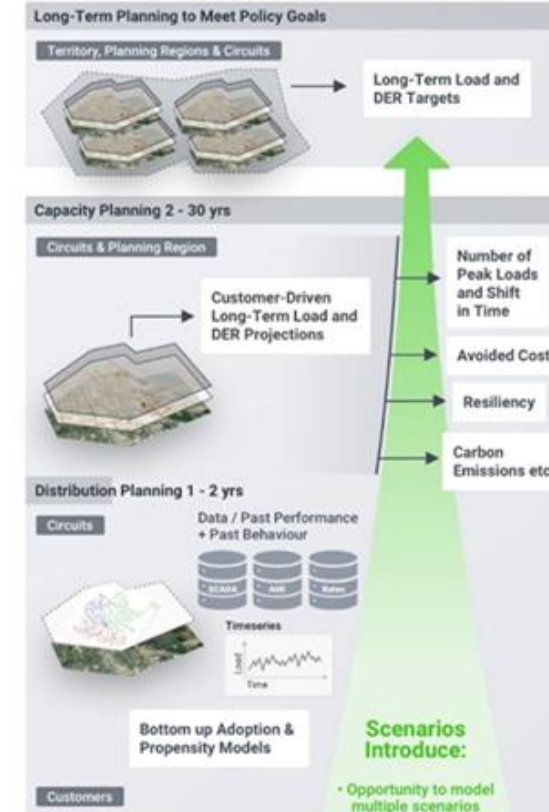 Long-Term Planning to Meet Policy Goals
Territory, Planning Regions & Circuits
Long-Term Load and
DER Targets
Capacity Planning 2 - 30 yrs
Circuits & Planning Region
Customer-Driven
Long-Term Load and
DER Projections
Number of
Peak Loads
and Shift
in Time
Avoided Cost
Resiliency
Carbon
Emissions etc
Distribution Planning 1 - 2 yrs
Circuits
Data / Past Performance
+ Past Behaviour
SCADA
AMI
Rates
Timeseries
Load
Time
Bottom up Adoption &
Propensity Models
Scenarios
Introduce:
• Opportunity to model
multiple scenarios
Customers